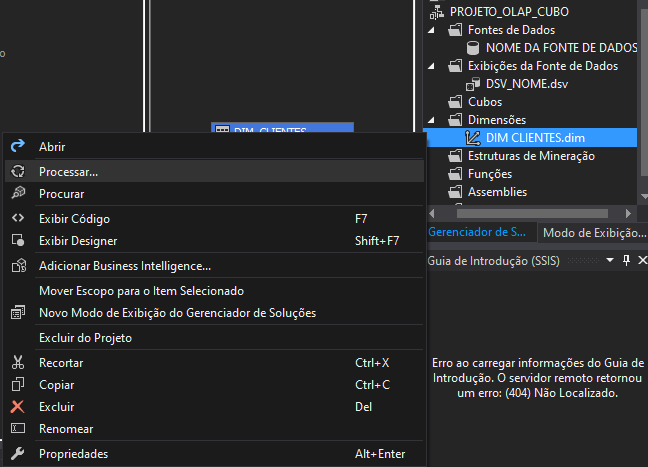 PROJETO_OLAP_CUBO
Fontes de Dados
NOME DA FONTE DE DADOS
Exibições da Fonte de Dados
DSV_NOME.dsv
Cubos
Dimensões
DIM CLIENTES.dim
Estruturas de Mineração
Funções
Assemblies
DIM_CLIENTES
Abrir
Processar...
Procurar
Exibir Código F7
Exibir Designer Shift+F7
Adicionar Business Intelligence...
Mover Escopo para o Item Selecionado
Novo Modo de Exibição do Gerenciador de Soluções
Excluir do Projeto
Recortar Ctrl+X
Copiar Ctrl+C
Excluir Del
Renomear
Propriedades Alt+Enter
Gerenciador de S... Modo de Exibição...
Guia de Introdução (SSIS)
Erro ao carregar informações do Guia de
Introdução. O servidor remoto retornou
um erro: (404) Não Localizado.